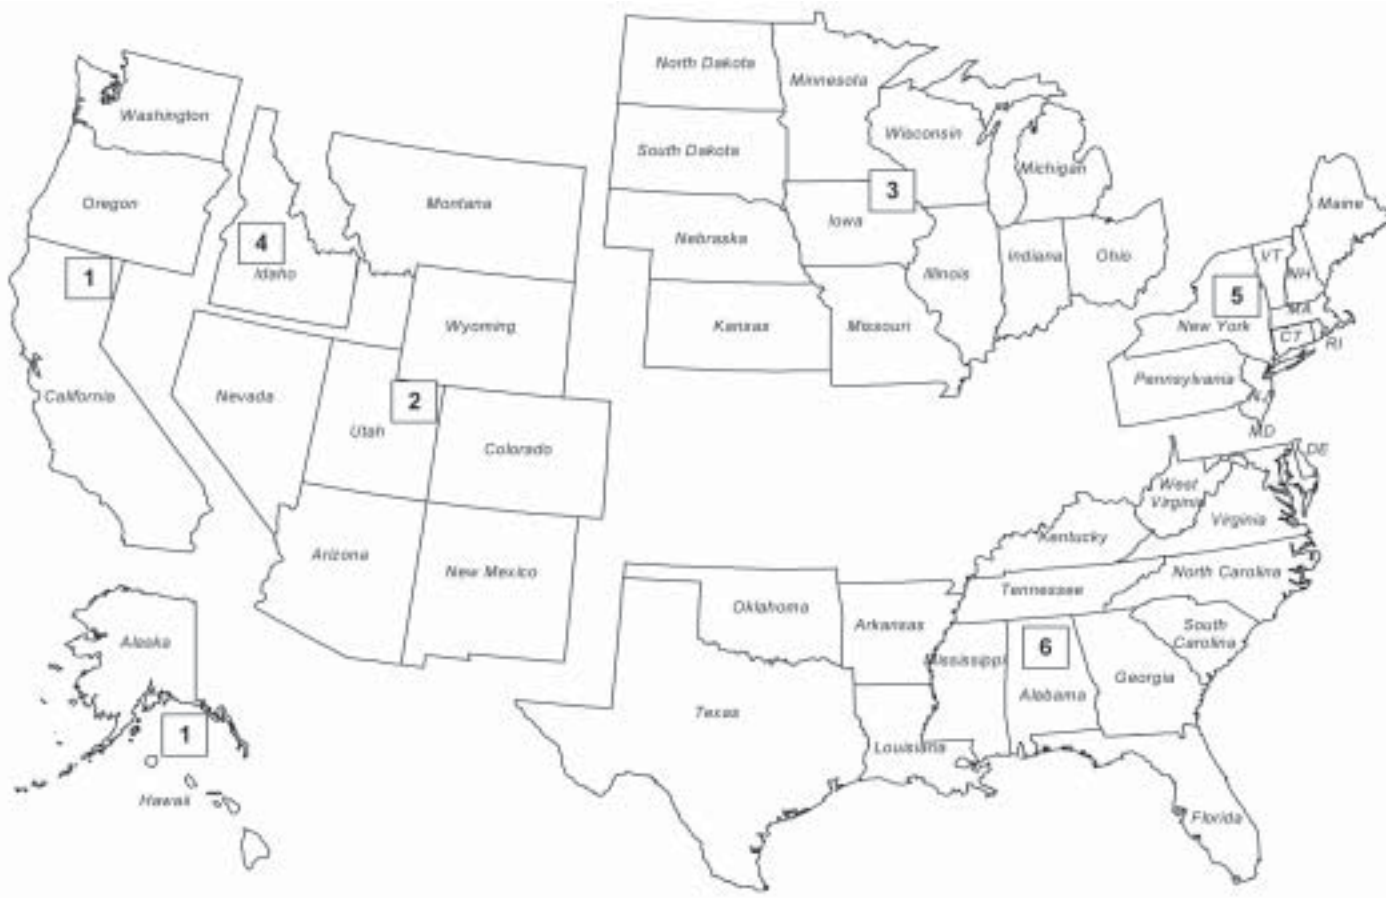 Washington
Oregon
1
California
4
Idaho
Montana
Wyoming
Nevada
2
Utah
Colorado
Arizona
New Mexico
Alaska
1
Hawaii
North Dakota
Minnesota
South Dakota
Wisconsin
Michigan
3
Iowa
Nebraska
Illinois
Indiana
Ohio
Kansas
Missouri
Maine
VT
NH
5
New York
MA
CT
RI
Pennsylvania
NJ
MD
DE
West
Virginia
Virginia
Kentucky
North Carolina
Tennessee
South
Carolina
Oklahoma
Arkansas
Mississippi
6
Alabama
Georgia
Texas
Louisiana
Florida